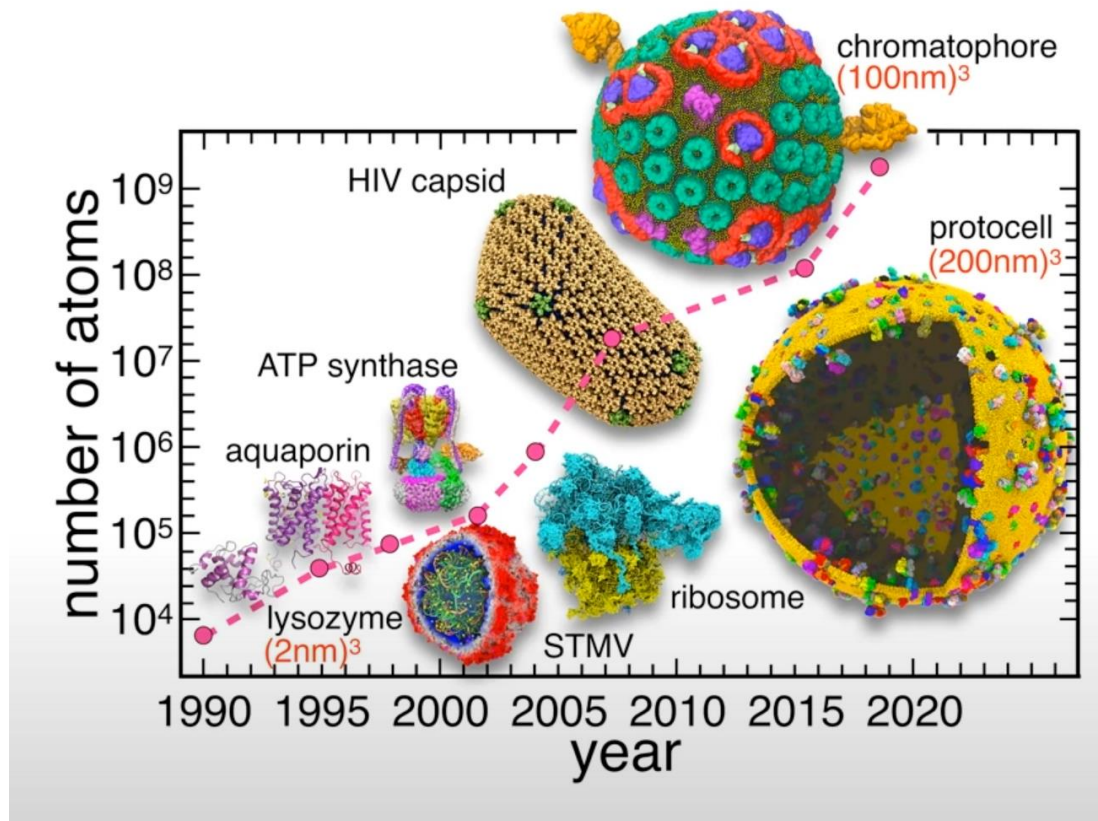 chromatophore
(100nm)³
HIV capsid
protocell
(200nm)³
ATP synthase
aquaporin
lysozyme
(2nm)³
STMV
ribosome
number of atoms
10⁹
10⁸
10⁷
10⁶
10⁵
10⁴
1990 1995 2000 2005 2010 2015 2020
year